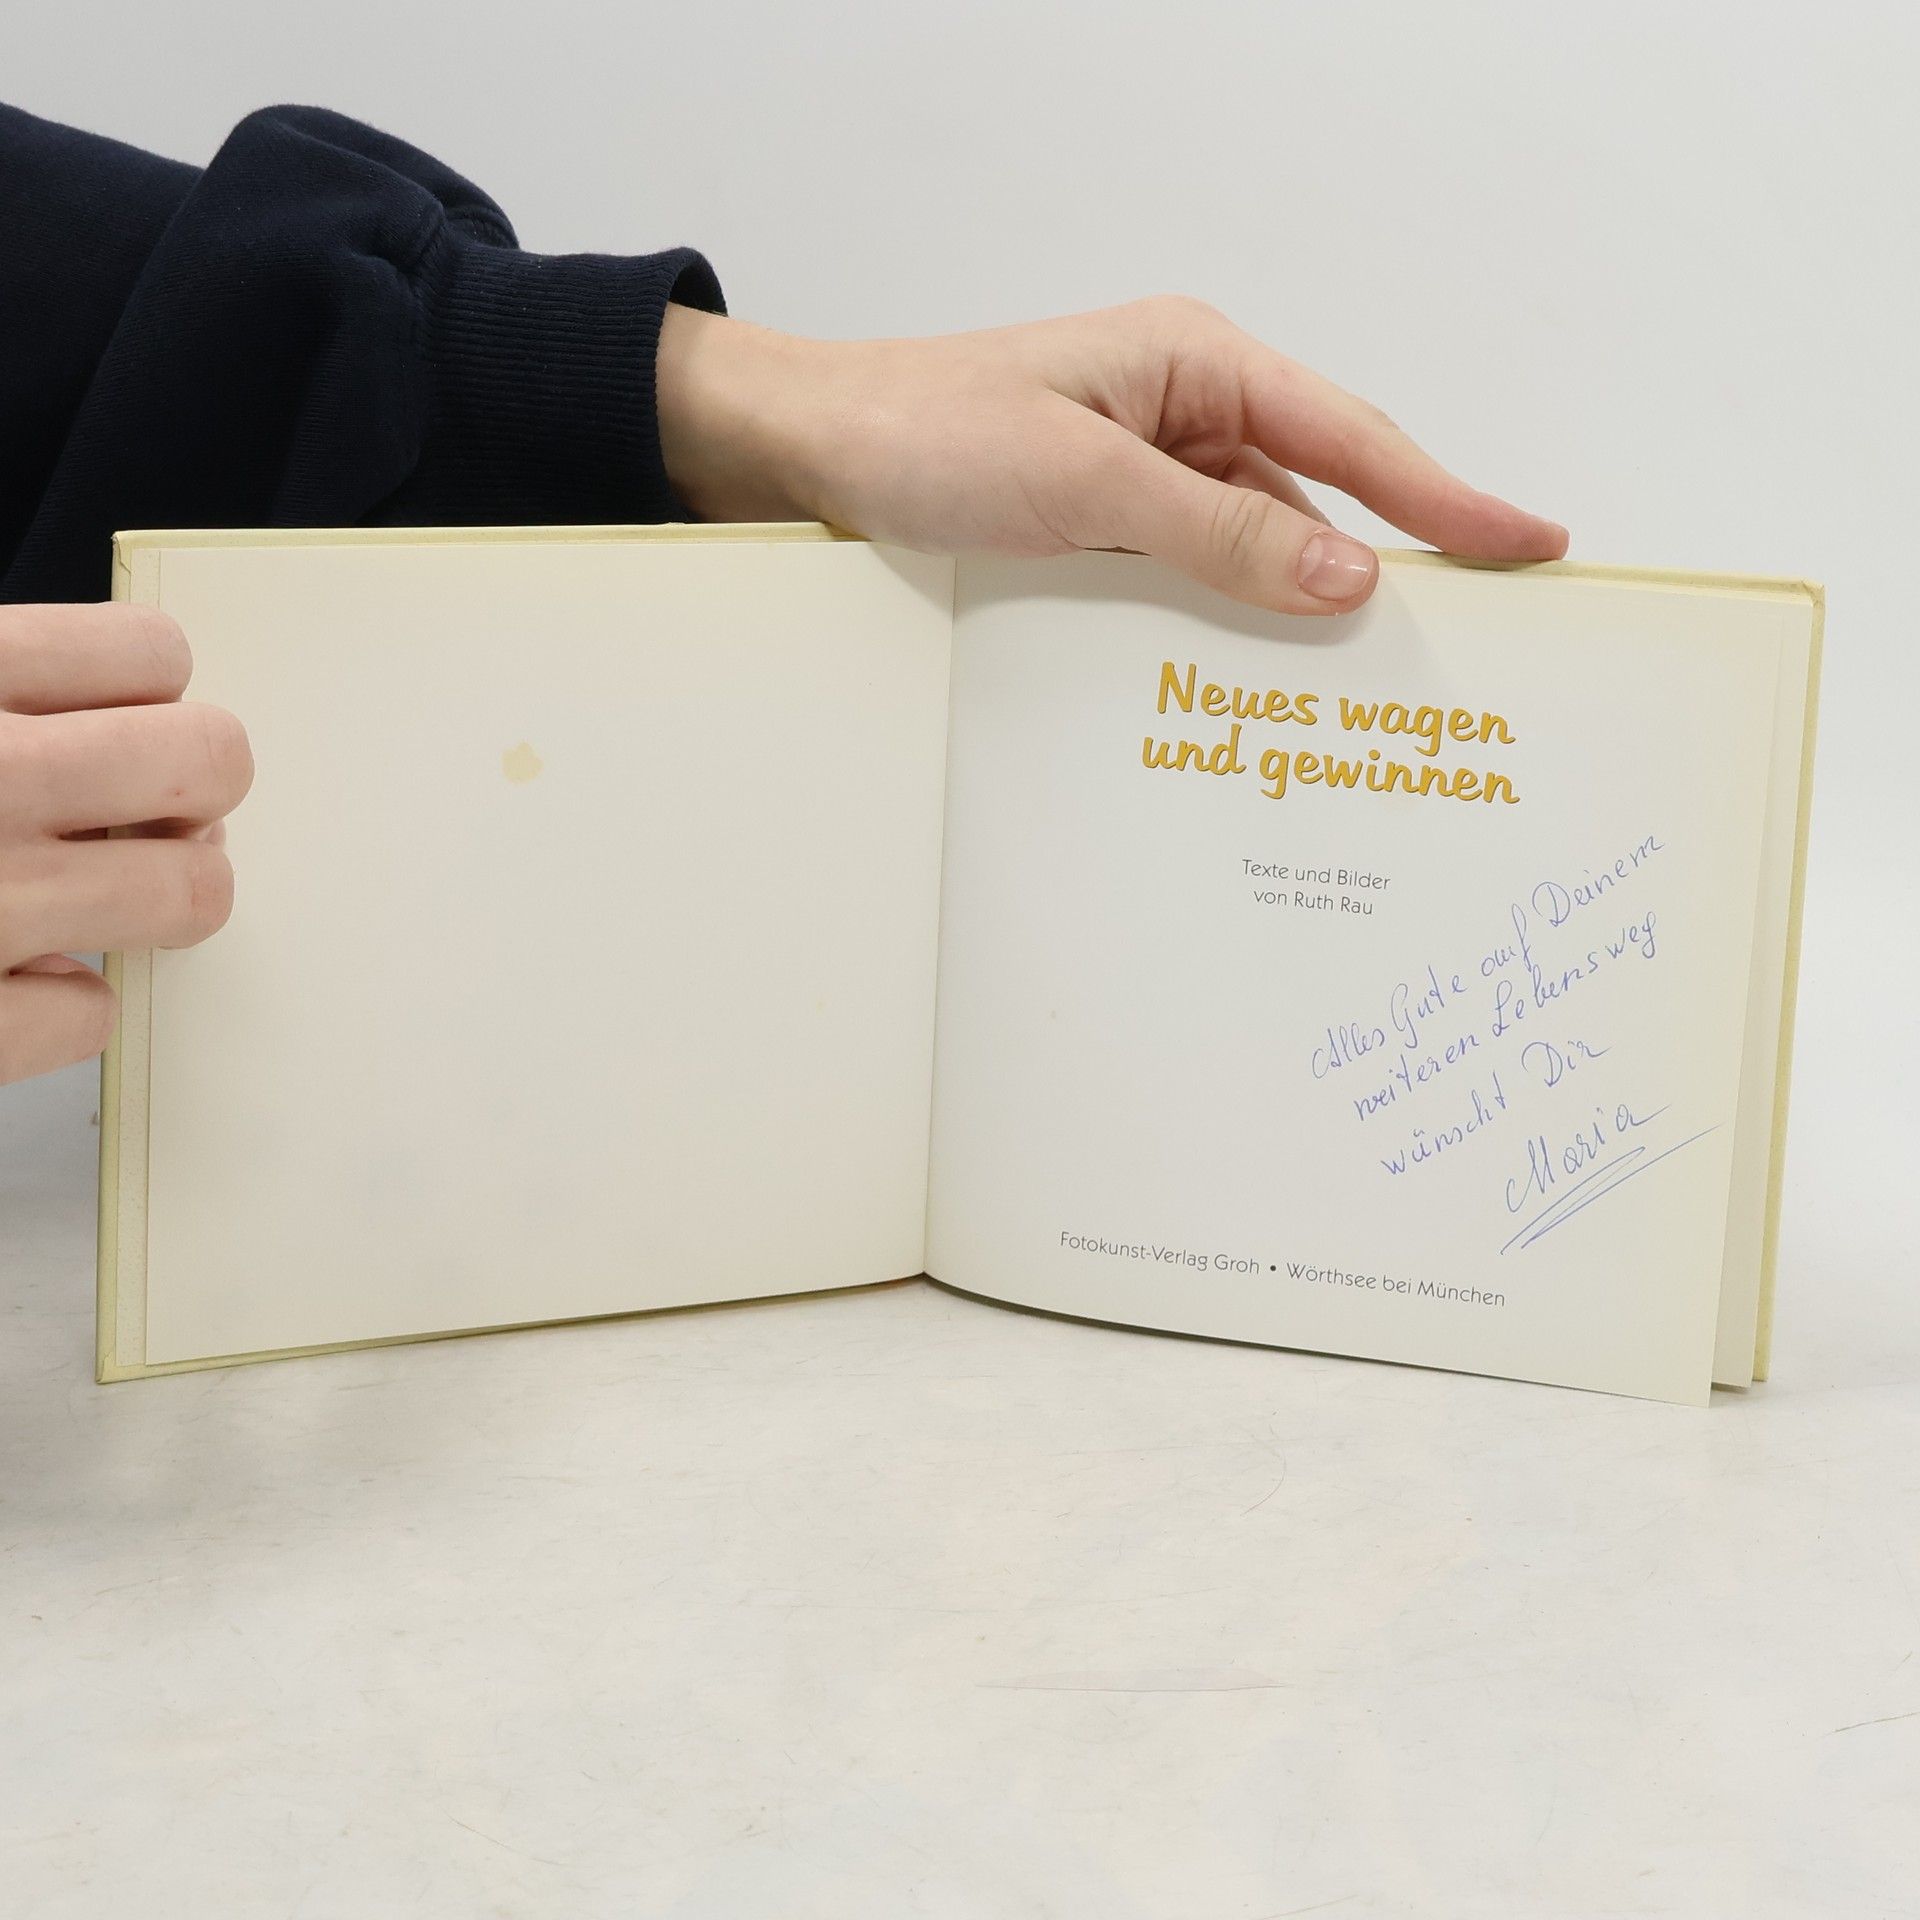 Neues wagen
und gewinnen
Texte und Bilder
von Ruth Rau
Alles Gute auf Deinem
weiteren Lebensweg
wünscht Dir
Maria
Fotokunst-Verlag Groh • Wörthsee bei München